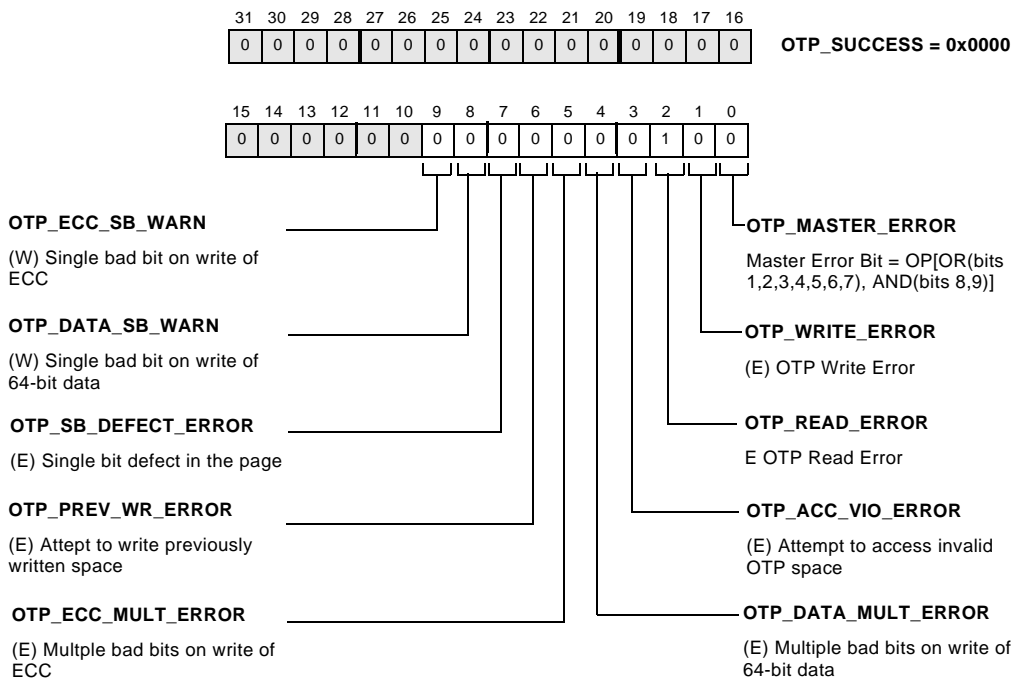 31 30 29 28 27 26 25 24 23 22 21 20 19 18 17 16
0 0 0 0 0 0 0 0 0 0 0 0 0 0 0 0 OTP_SUCCESS = 0x0000
15 14 13 12 11 10 9 8 7 6 5 4 3 2 1 0
0 0 0 0 0 0 0 0 0 0 0 0 0 1 0 0
OTP_ECC_SB_WARN
(W) Single bad bit on write of
ECC
OTP_DATA_SB_WARN
(W) Single bad bit on write of
64-bit data
OTP_SB_DEFECT_ERROR
(E) Single bit defect in the page
OTP_PREV_WR_ERROR
(E) Attept to write previously
written space
OTP_ECC_MULT_ERROR
(E) Multple bad bits on write of
ECC
OTP_MASTER_ERROR
Master Error Bit = OP[OR(bits
1,2,3,4,5,6,7), AND(bits 8,9)]
OTP_WRITE_ERROR
(E) OTP Write Error
OTP_READ_ERROR
E OTP Read Error
OTP_ACC_VIO_ERROR
(E) Attempt to access invalid
OTP space
OTP_DATA_MULT_ERROR
(E) Multiple bad bits on write of
64-bit data